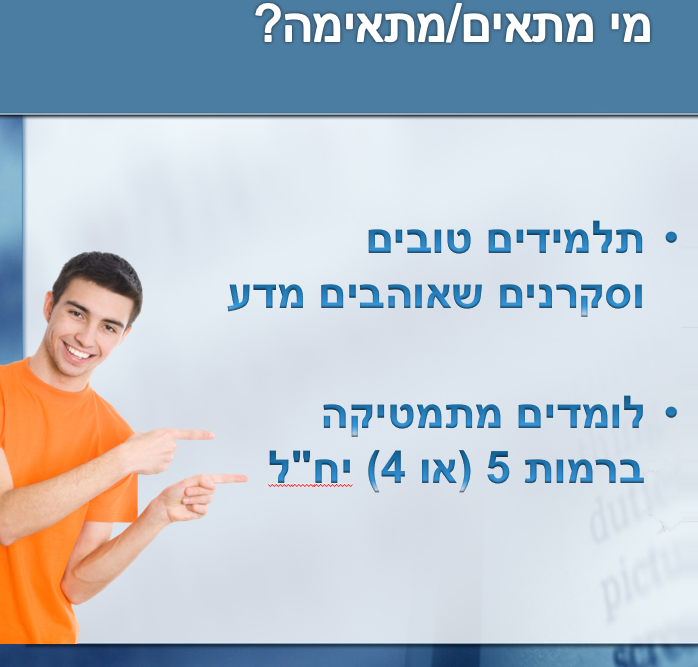 מי מתאים/מתאימה?
• תלמידים טובים
וסקרנים שאוהבים מדע
• לומדים מתמטיקה
ברמות 5 (או 4) יח"ל